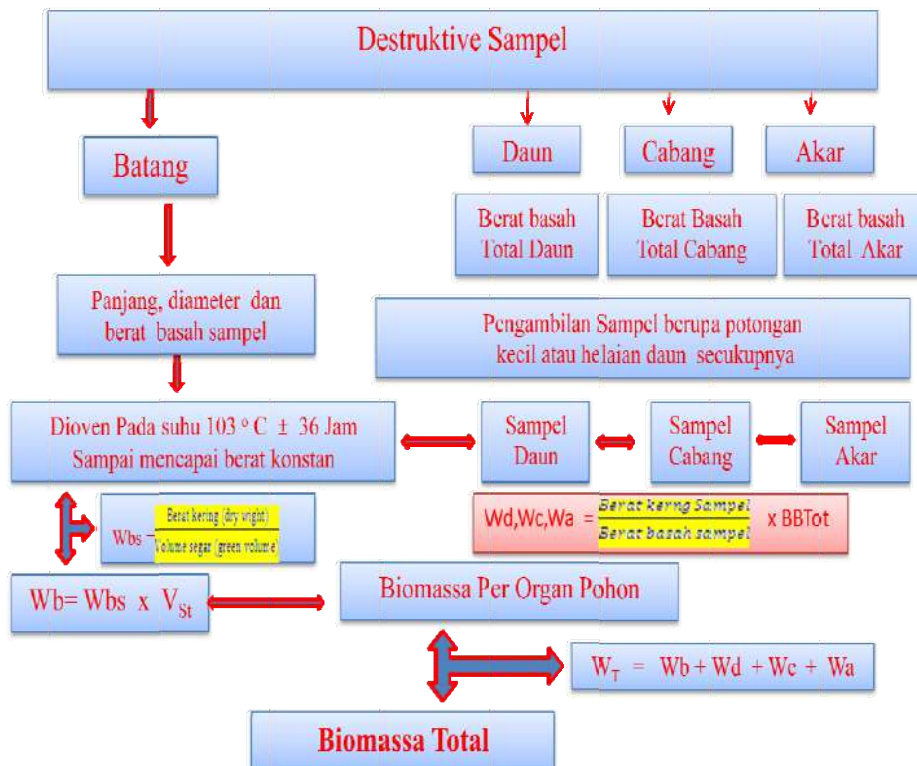 Destruktive Sampel
Batang
Daun
Cabang
Akar
Berat basah
Total Daun
Berat Basah
Total Cabang
Berat basah
Total Akar
Panjang, diameter dan
berat basah sampel
Pengambilan Sampel berupa potongan
kecil atau helaian daun secukupnya
Dioven Pada suhu 103 ° C ± 36 Jam
Sampai mencapai berat konstan
Sampel
Daun
Sampel
Cabang
Sampel
Akar
Berat kering (dry wight)
Wbs =
Volume segar (green volume)
Berat kerng Sampel
Wd,Wc,Wa = x BBTot
Berat basah sampel
Wb= Wbs x VSt
Biomassa Per Organ Pohon
WT = Wb + Wd + Wc + Wa
Biomassa Total